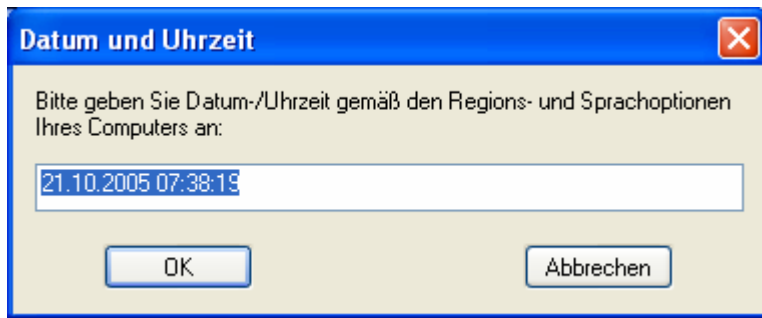 Datum und Uhrzeit
Bitte geben Sie Datum-/Uhrzeit gemäß den Regions- und Sprachoptionen
Ihres Computers an:
21.10.2005 07:38:19
OK
Abbrechen